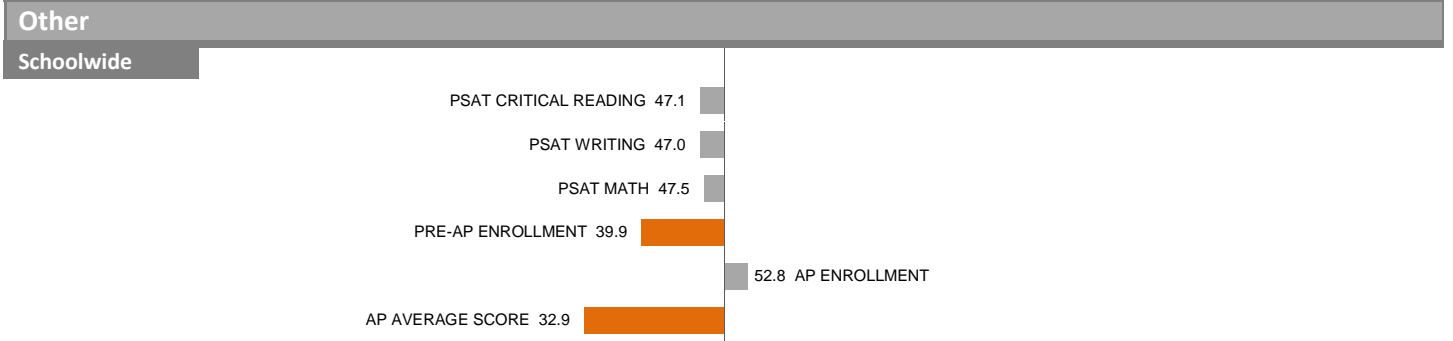 Other
Schoolwide
PSAT CRITICAL READING 47.1
PSAT WRITING 47.0
PSAT MATH 47.5
PRE-AP ENROLLMENT 39.9
52.8 AP ENROLLMENT
AP AVERAGE SCORE 32.9